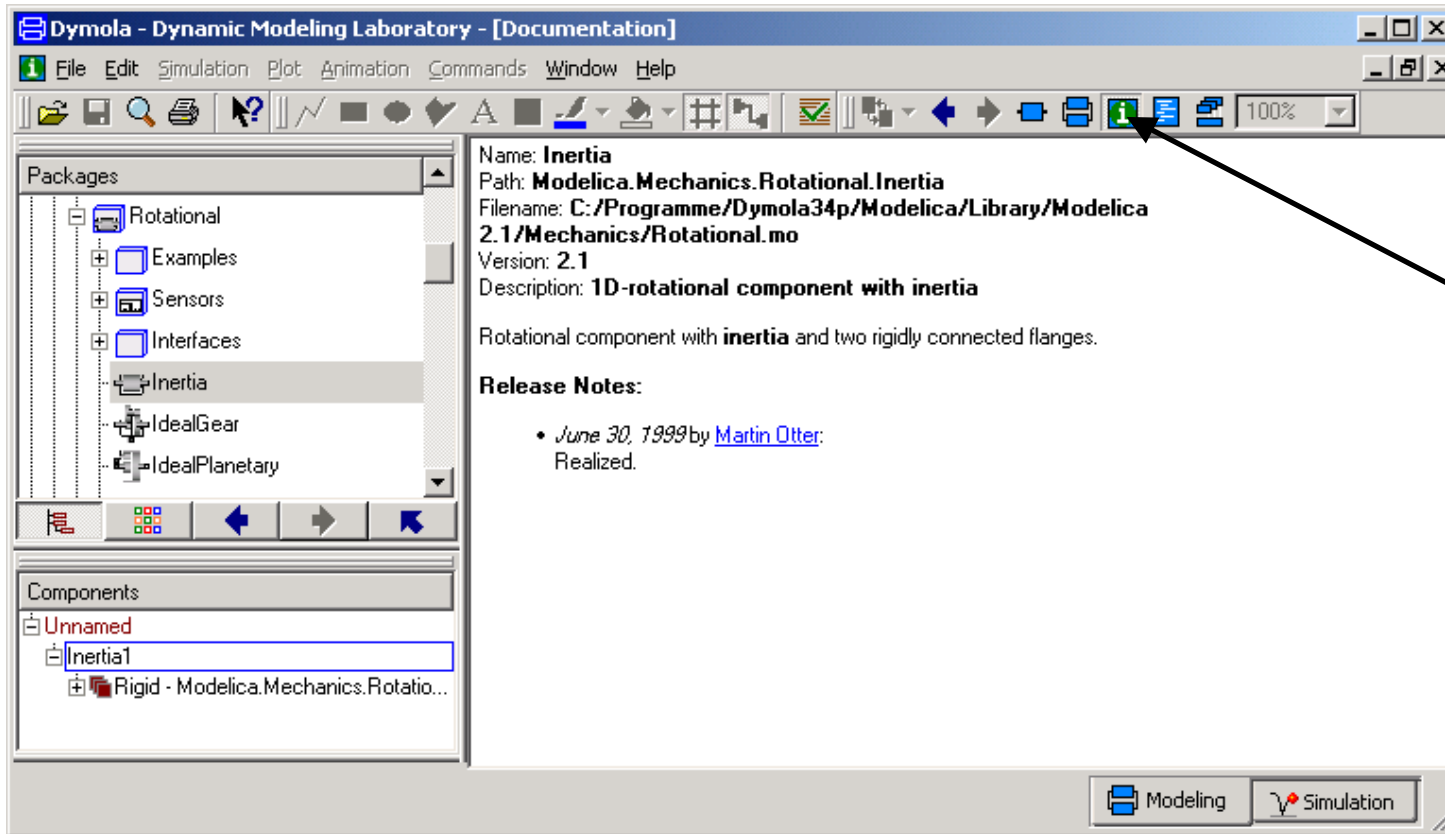 Dymola - Dynamic Modeling Laboratory - [Documentation]
File Edit Simulation Plot Animation Commands Window Help
A 100%
Packages
Rotational
Examples
Sensors
Interfaces
Inertia
IdealGear
IdealPlanetary
Components
Unnamed
Inertia1
Rigid - Modelica.Mechanics.Rotatio...
Name: Inertia
Path: Modelica.Mechanics.Rotational.Inertia
Filename: C:/Programme/Dymola34p/Modelica/Library/Modelica
2.1/Mechanics/Rotational.mo
Version: 2.1
Description: 1D-rotational component with inertia
Rotational component with inertia and two rigidly connected flanges.
Release Notes:
• June 30, 1999 by Martin Otter:
Realized.
Modeling Simulation